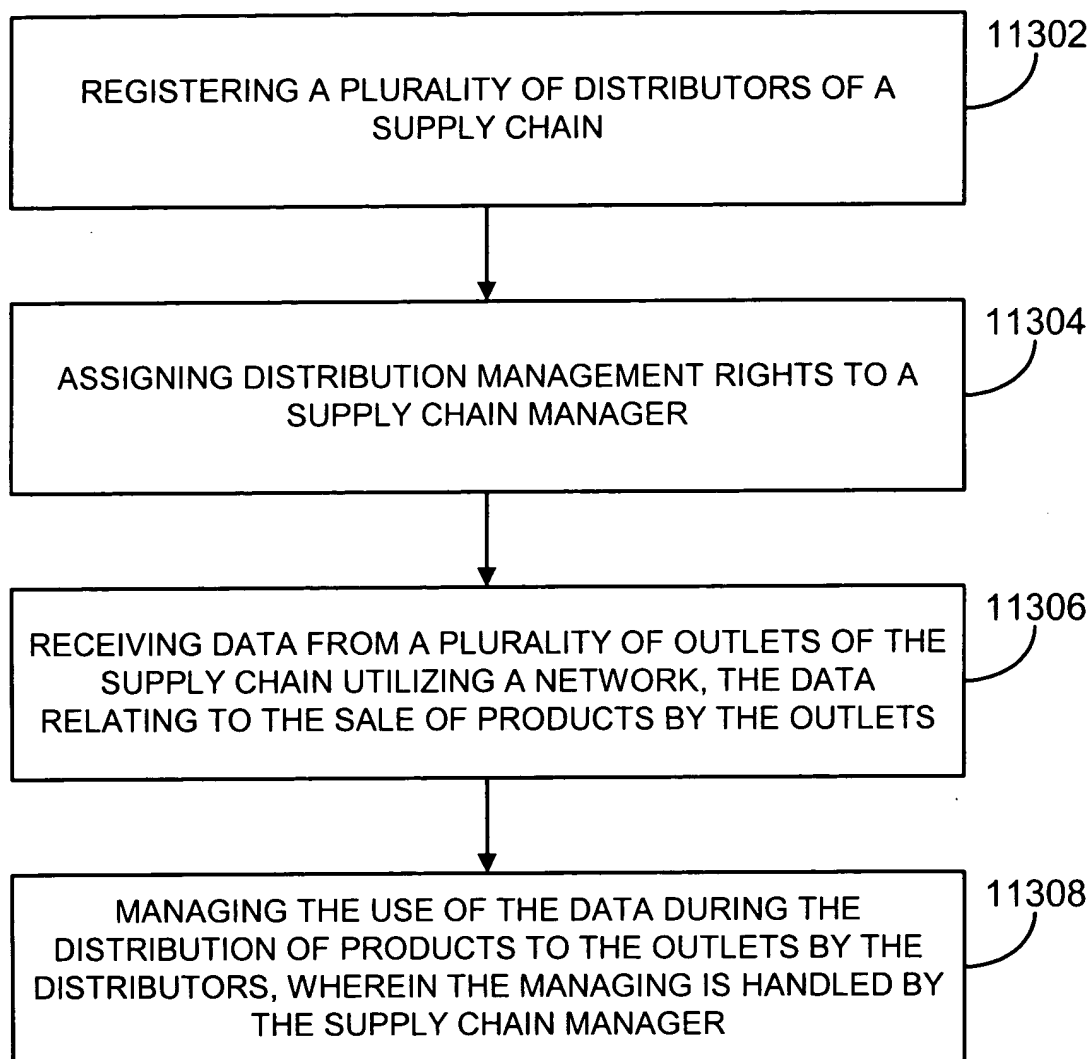 11302
REGISTERING A PLURALITY OF DISTRIBUTORS OF A
SUPPLY CHAIN
11304
ASSIGNING DISTRIBUTION MANAGEMENT RIGHTS TO A
SUPPLY CHAIN MANAGER
11306
RECEIVING DATA FROM A PLURALITY OF OUTLETS OF THE
SUPPLY CHAIN UTILIZING A NETWORK, THE DATA
RELATING TO THE SALE OF PRODUCTS BY THE OUTLETS
11308
MANAGING THE USE OF THE DATA DURING THE
DISTRIBUTION OF PRODUCTS TO THE OUTLETS BY THE
DISTRIBUTORS, WHEREIN THE MANAGING IS HANDLED BY
THE SUPPLY CHAIN MANAGER